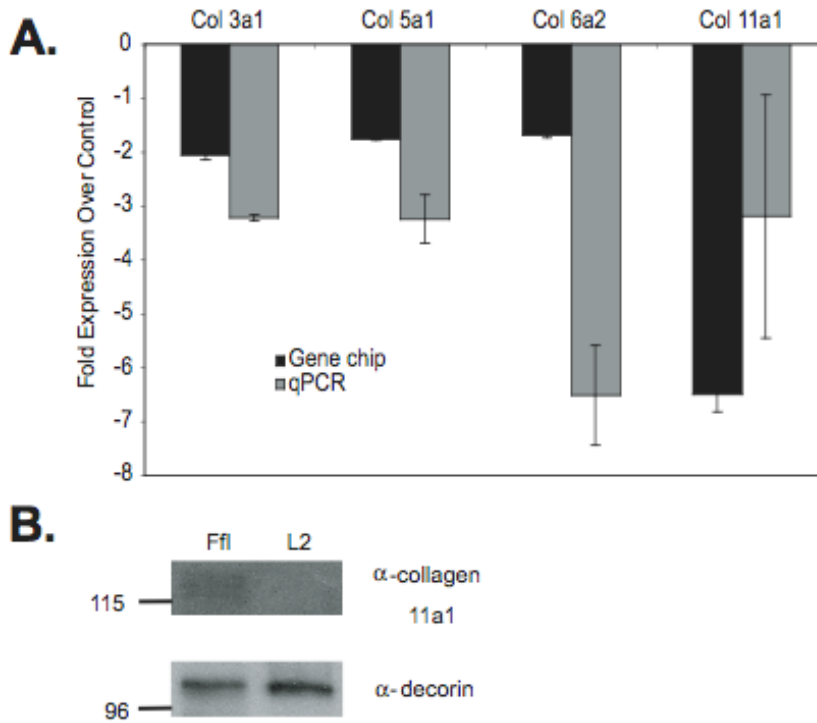 A.
Col 3a1 Col 5a1 Col 6a2 Col 11a1
Fold Expression Over Control
0
-1
-2
-3
-4
-5
-6
-7
-8
Gene chip
qPCR
B.
Ffl L2
115
α-collagen
11a1
96
α-decorin